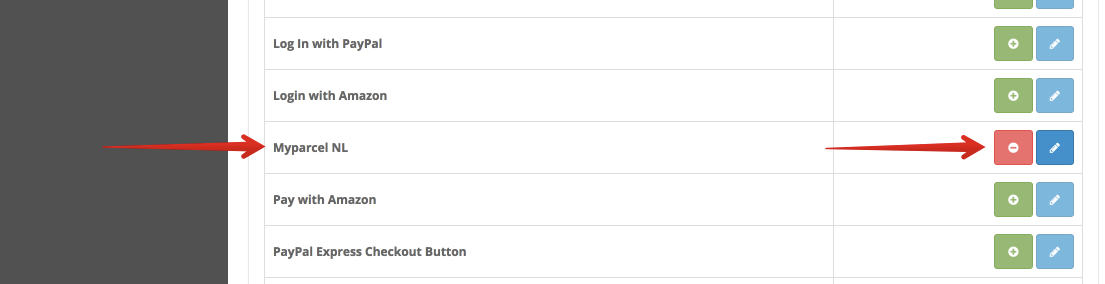 Log In with PayPal
Login with Amazon
Myparcel NL
Pay with Amazon
PayPal Express Checkout Button